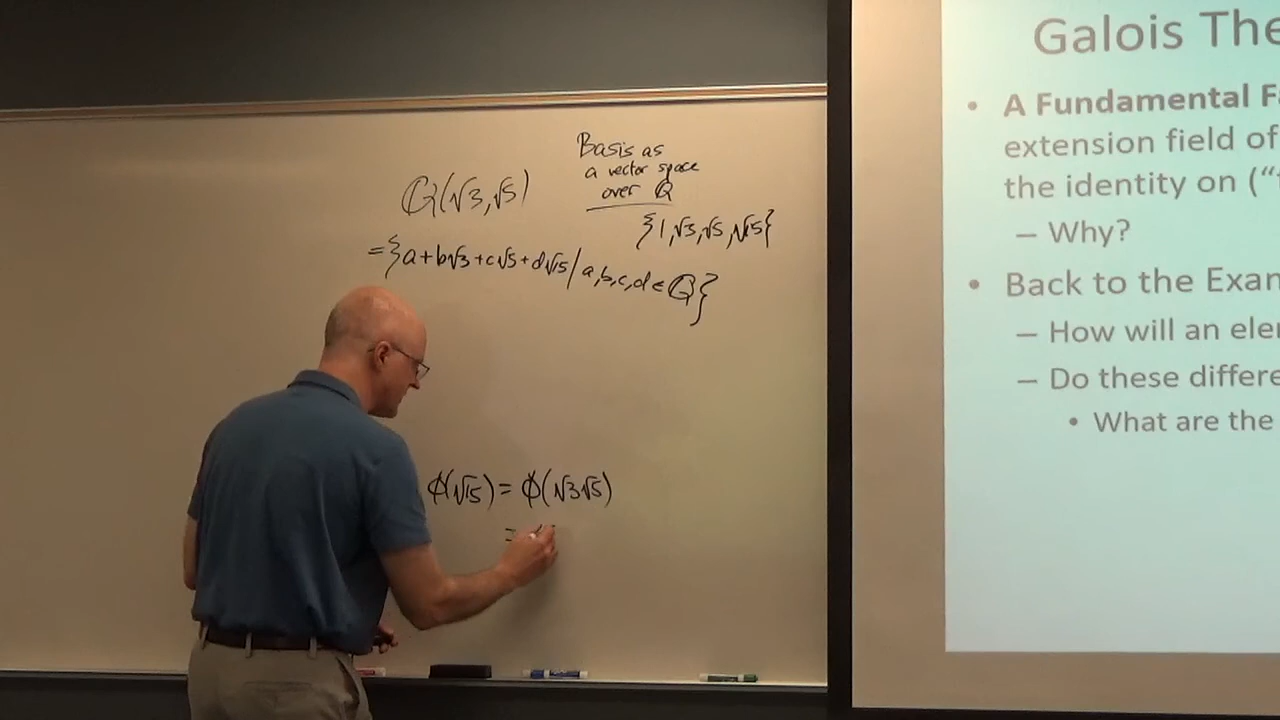 ℚ(√3,√5)
Basis as
a vector space
over ℚ
{1,√3,√5,√15}
={a+b√3+c√5+d√15/a,b,c,d∈ℚ}
ϕ(√15)=ϕ(√3√5)
=
Galois The
• A Fundamental F
extension field of
the identity on (“
– Why?
• Back to the Exan
– How will an ele
– Do these differe
• What are the